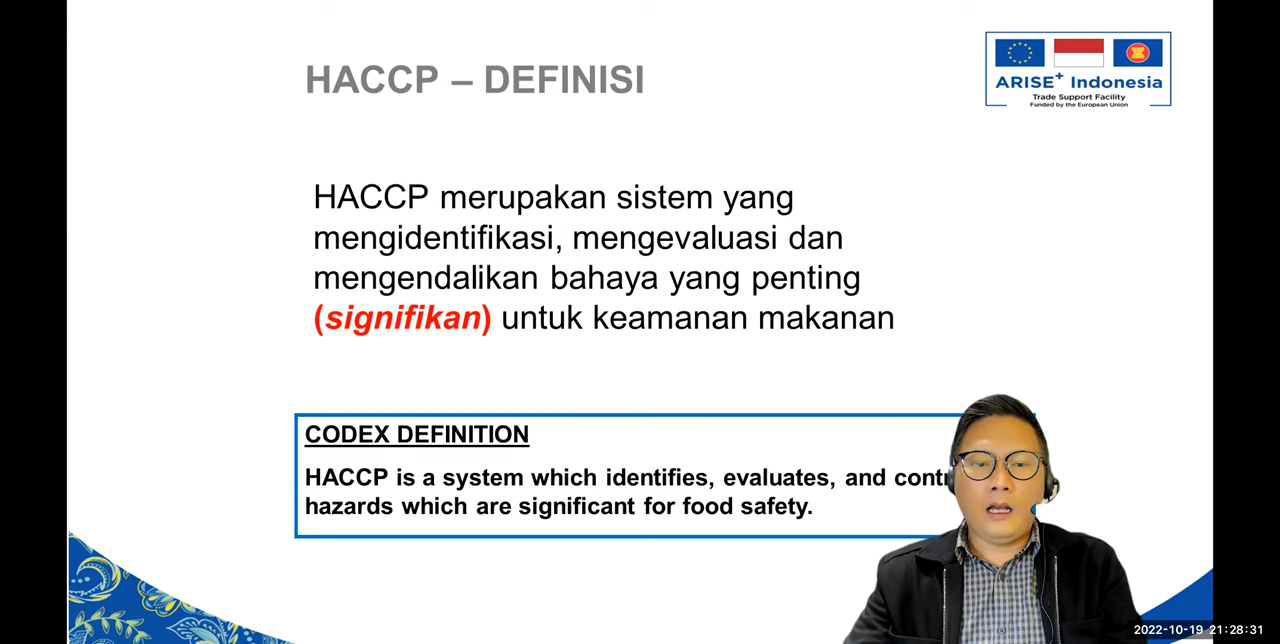 HACCP – DEFINISI
ARISE+ Indonesia
Trade Support Facility
Funded by the European Union
HACCP merupakan sistem yang
mengidentifikasi, mengevaluasi dan
mengendalikan bahaya yang penting
(signifikan) untuk keamanan makanan
CODEX DEFINITION
HACCP is a system which identifies, evaluates, and
hazards which are significant for food safety.
2022-10-19 21:28:31